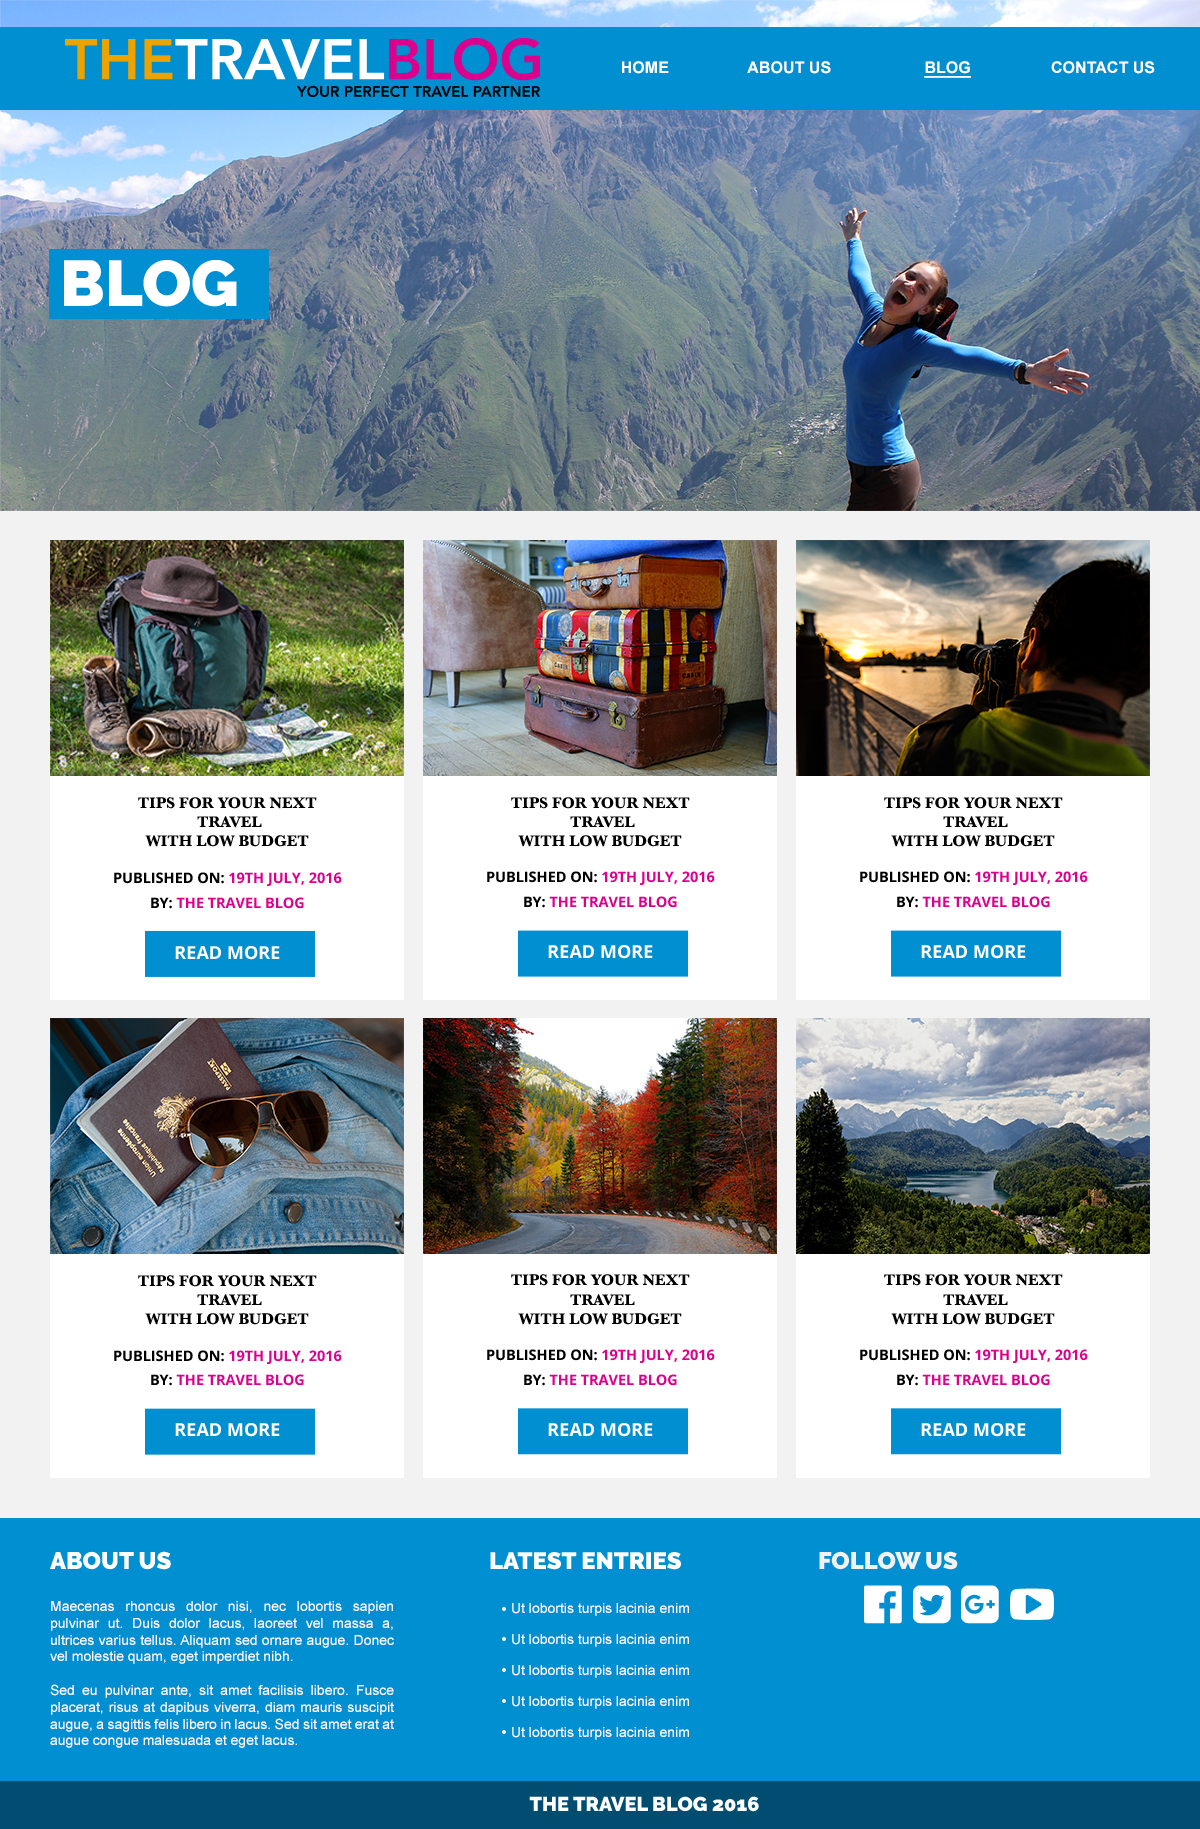 THETRAVELBLOG
YOUR PERFECT TRAVEL PARTNER
HOME
ABOUT US
BLOG
CONTACT US
BLOG
CABIN
CABIN
TIPS FOR YOUR NEXT
TRAVEL
WITH LOW BUDGET
PUBLISHED ON: 19TH JULY, 2016
BY: THE TRAVEL BLOG
READ MORE
TIPS FOR YOUR NEXT
TRAVEL
WITH LOW BUDGET
PUBLISHED ON: 19TH JULY, 2016
BY: THE TRAVEL BLOG
READ MORE
TIPS FOR YOUR NEXT
TRAVEL
WITH LOW BUDGET
PUBLISHED ON: 19TH JULY, 2016
BY: THE TRAVEL BLOG
READ MORE
Union européenne
République française
PASSEPORT
TIPS FOR YOUR NEXT
TRAVEL
WITH LOW BUDGET
PUBLISHED ON: 19TH JULY, 2016
BY: THE TRAVEL BLOG
READ MORE
TIPS FOR YOUR NEXT
TRAVEL
WITH LOW BUDGET
PUBLISHED ON: 19TH JULY, 2016
BY: THE TRAVEL BLOG
READ MORE
TIPS FOR YOUR NEXT
TRAVEL
WITH LOW BUDGET
PUBLISHED ON: 19TH JULY, 2016
BY: THE TRAVEL BLOG
READ MORE
ABOUT US
Maecenas rhoncus dolor nisi, nec lobortis sapien
pulvinar ut. Duis dolor lacus, laoreet vel massa a,
ultrices varius tellus. Aliquam sed ornare augue. Donec
vel molestie quam, eget imperdiet nibh.
Sed eu pulvinar ante, sit amet facilisis libero. Fusce
placerat, risus at dapibus viverra, diam mauris suscipit
augue, a sagittis felis libero in lacus. Sed sit amet erat at
augue congue malesuada et eget lacus.
LATEST ENTRIES
• Ut lobortis turpis lacinia enim
• Ut lobortis turpis lacinia enim
• Ut lobortis turpis lacinia enim
• Ut lobortis turpis lacinia enim
• Ut lobortis turpis lacinia enim
FOLLOW US
G+
THE TRAVEL BLOG 2016